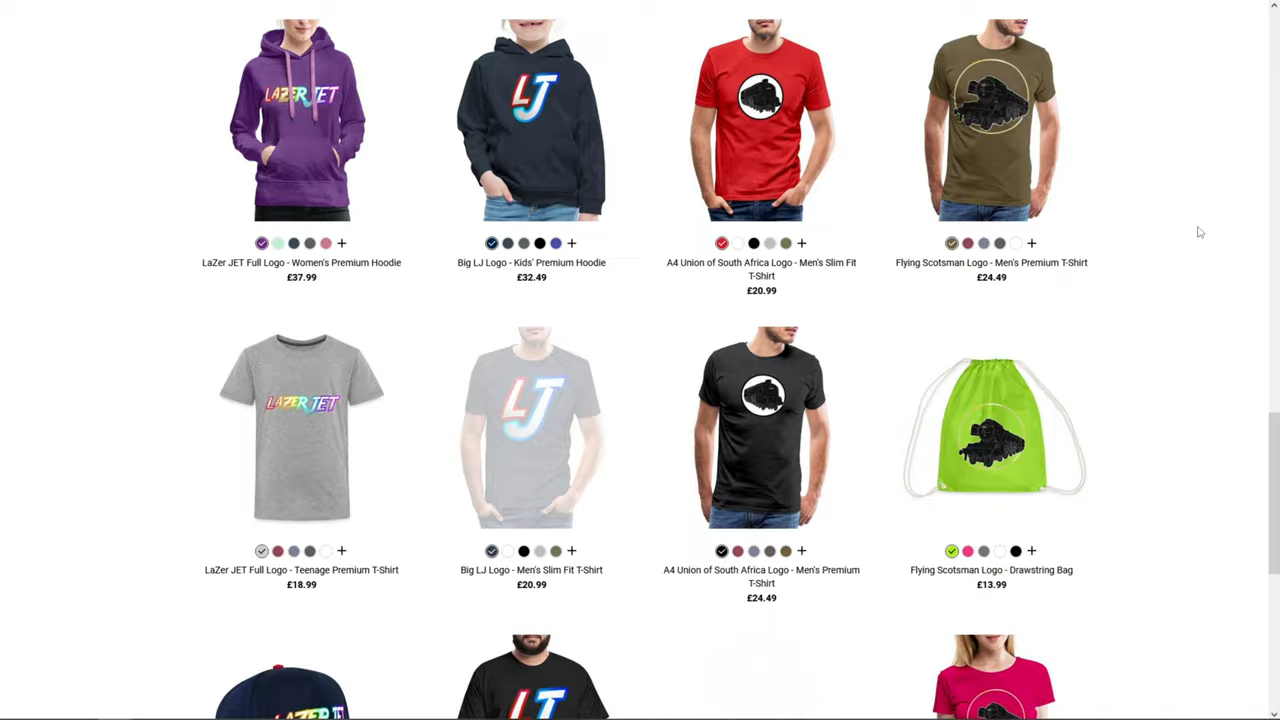 LAZER JET
LJ
LaZer JET Full Logo - Women's Premium Hoodie
£37.99
Big LJ Logo - Kids' Premium Hoodie
£32.49
A4 Union of South Africa Logo - Men's Slim Fit
T-Shirt
£20.99
Flying Scotsman Logo - Men's Premium T-Shirt
£24.49
LAZER JET
LJ
LaZer JET Full Logo - Teenage Premium T-Shirt
£18.99
Big LJ Logo - Men's Slim Fit T-Shirt
£20.99
A4 Union of South Africa Logo - Men's Premium
T-Shirt
£24.49
Flying Scotsman Logo - Drawstring Bag
£13.99
LAZER JET
LJ